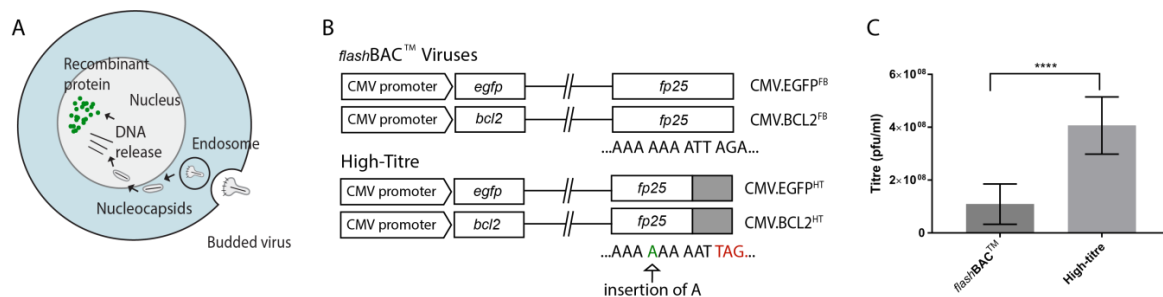 A
Recombinant
protein
Nucleus
DNA
release
Endosome
Nucleocapsids
Budded virus
B
flashBAC™ Viruses
CMV promoter egfp fp25 CMV.EGFPFB
CMV promoter bcl2 fp25 CMV.BCL2FB
...AAA AAA ATT AGA...
High-Titre
CMV promoter egfp fp25 CMV.EGFPHT
CMV promoter bcl2 fp25 CMV.BCL2HT
...AAA AAA AAT TAG...
insertion of A
C
****
Titre (pfu/ml)
6×10⁰⁸
4×10⁰⁸
2×10⁰⁸
0
flashBAC™
High-titre